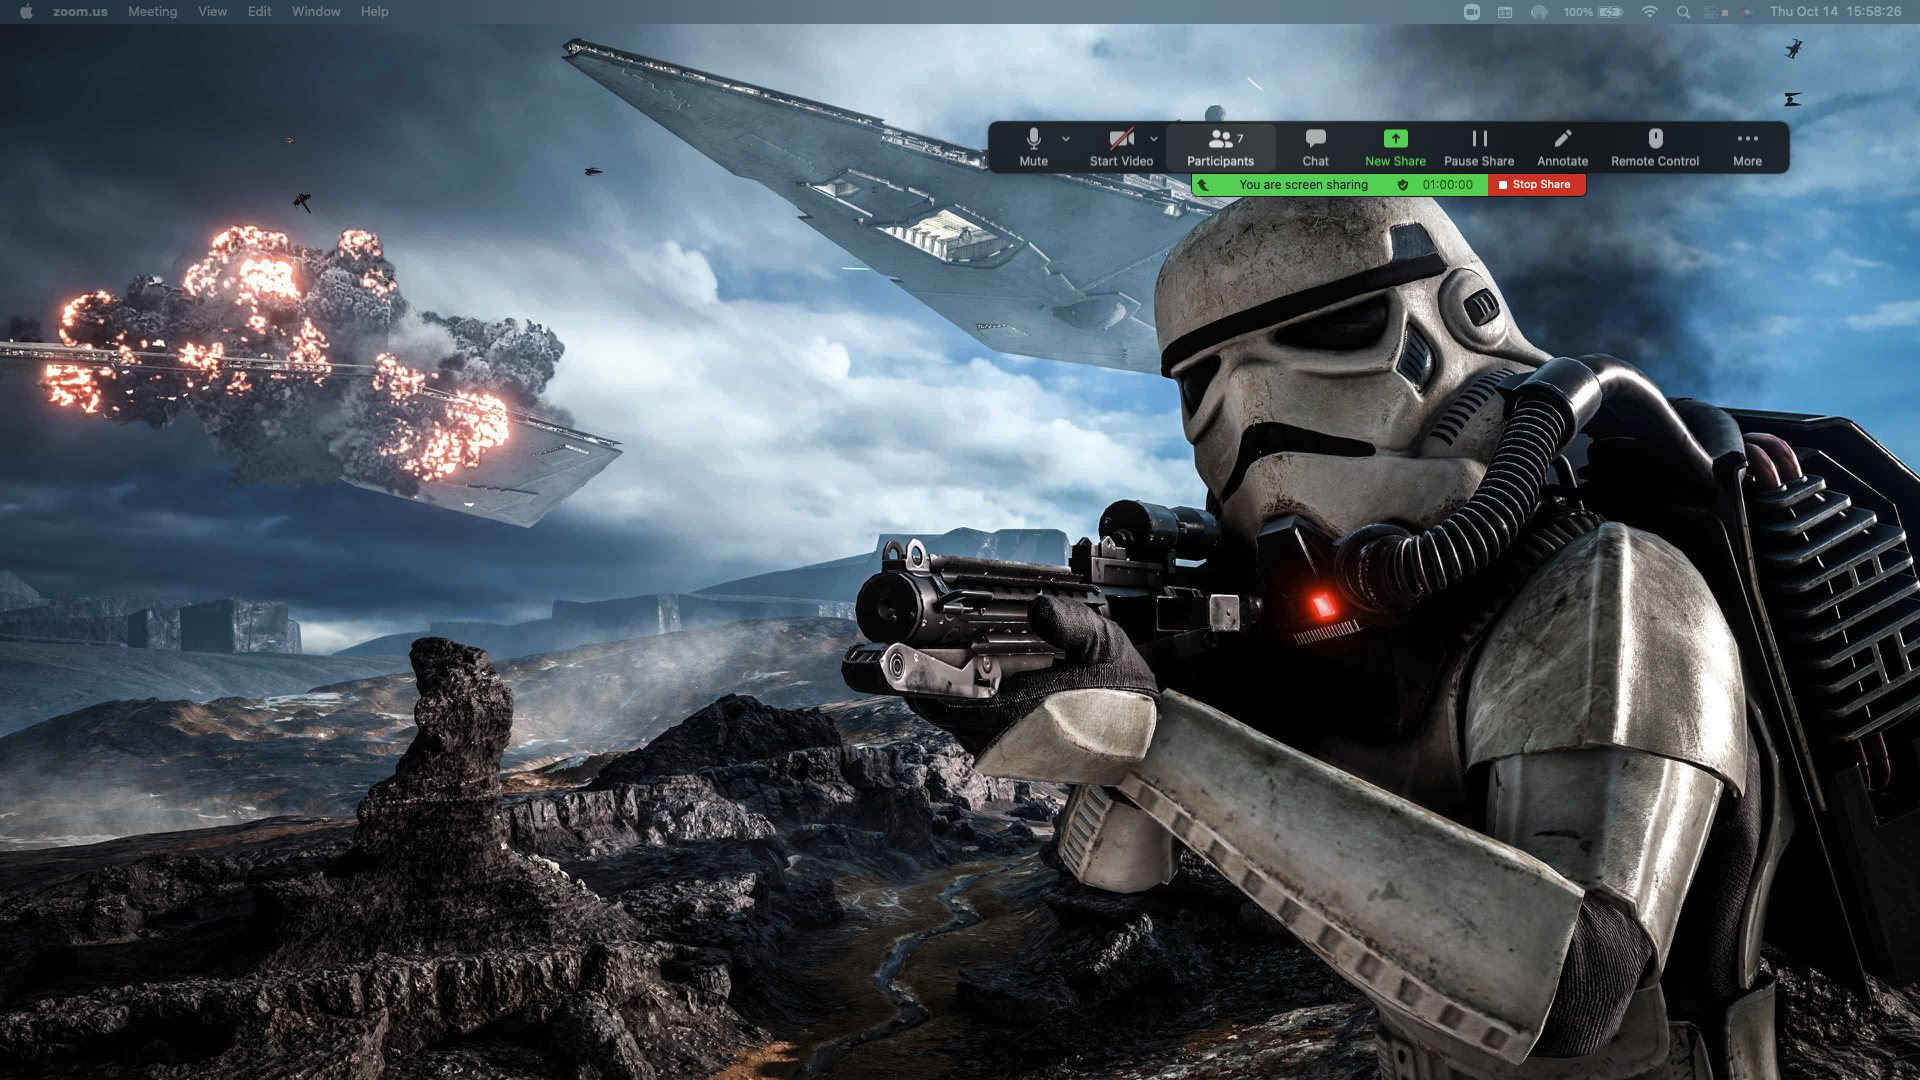 zoom.us Meeting View Edit Window Help 100% Thu Oct 14 15:58:26
7
Mute Start Video Participants Chat New Share Pause Share Annotate Remote Control More
You are screen sharing 01:00:00 Stop Share